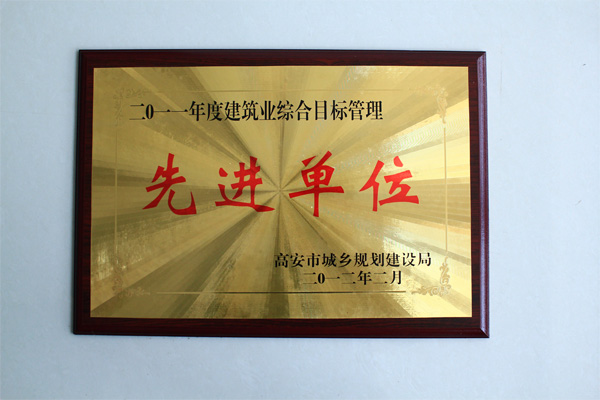 二0一一年度建筑业综合目标管理
先进单位
高安市城乡规划建设局
二0一二年二月